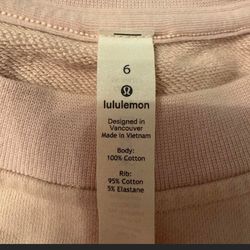 6
lululemon
Designed in
Vancouver
Made in Vietnam
Body:
100% Cotton
Rib:
95% Cotton
5% Elastane